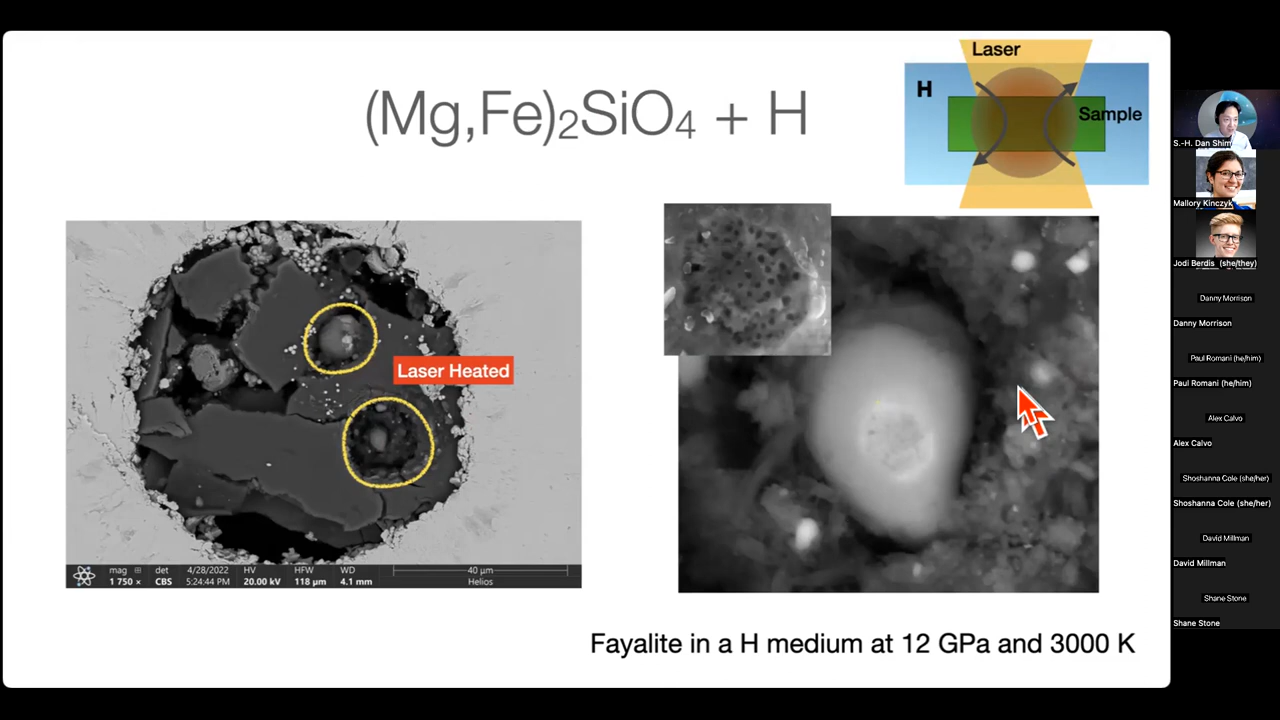 (Mg,Fe)₂SiO₄ + H
Laser
H
Sample
Laser Heated
mag
det
4/28/2022
HV
HFW
WD
40 µm
1 750 ×
CBS
5:24:44 PM
20.00 kV
118 µm
4.1 mm
Helios
Fayalite in a H medium at 12 GPa and 3000 K
S.-H. Dan Shim
Mallory Kinczyk
Jodi Berdis (she/they)
Danny Morrison
Danny Morrison
Paul Romani (he/him)
Paul Romani (he/him)
Alex Calvo
Alex Calvo
Shoshanna Cole (she/her)
Shoshanna Cole (she/her)
David Millman
David Millman
Shane Stone
Shane Stone